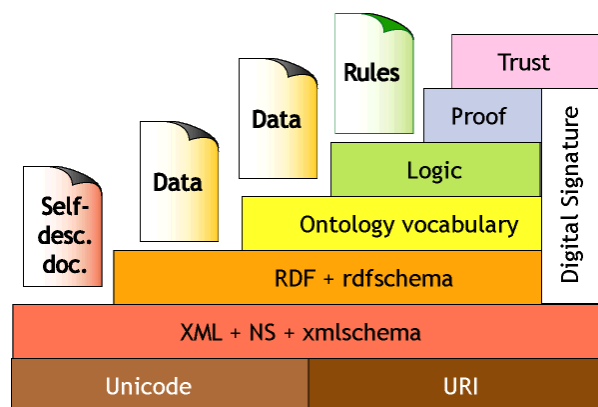 Trust
Rules
Proof
Data
Digital Signature
Logic
Data
Self-
desc.
doc.
Ontology vocabulary
RDF + rdfschema
XML + NS + xmlschema
Unicode
URI